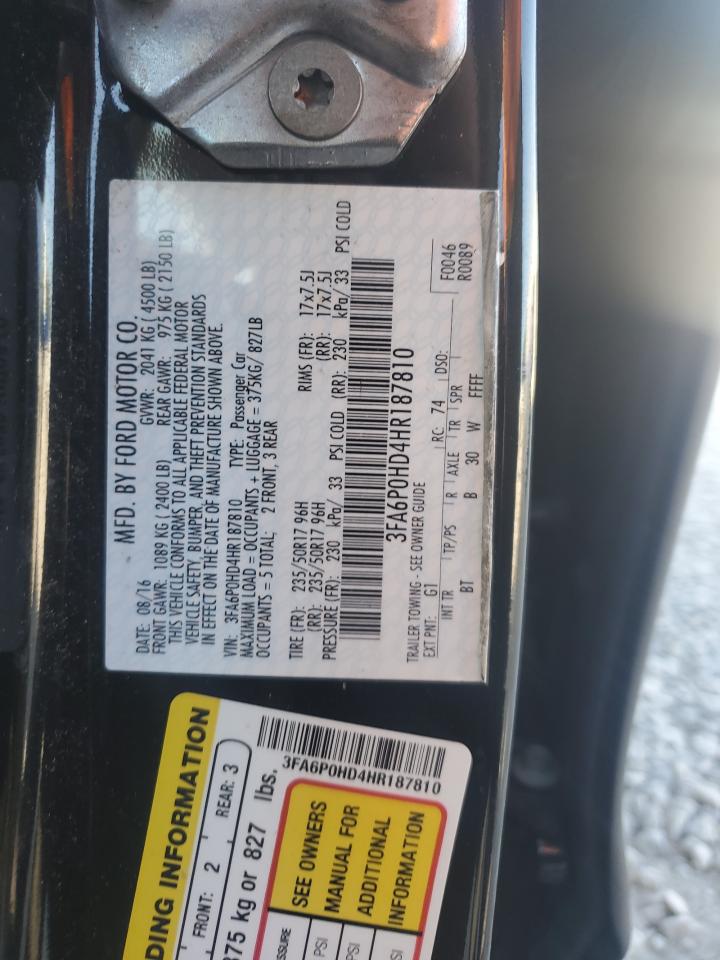 MFD. BY FORD MOTOR CO.
DATE: 08/16 GVWR: 2041 KG ( 4500 LB)
FRONT GAWR: 1089 KG ( 2400 LB) REAR GAWR: 975 KG ( 2150 LB)
THIS VEHICLE CONFORMS TO ALL APPLICABLE FEDERAL MOTOR
VEHICLE SAFETY, BUMPER, AND THEFT PREVENTION STANDARDS
IN EFFECT ON THE DATE OF MANUFACTURE SHOWN ABOVE.
VIN: 3FA6P0HD4HR187810 TYPE: Passenger Car
MAXIMUM LOAD = OCCUPANTS + LUGGAGE = 375KG/ 827LB
OCCUPANTS = 5 TOTAL: 2 FRONT, 3 REAR
TIRE (FR): 235/50R17 96H RIMS (FR): 17x7.5J
(RR): 235/50R17 96H (RR): 17x7.5J
PRESSURE (FR): 230 kPa/ 33 PSI COLD (RR): 230 kPa/ 33 PSI COLD
3FA6P0HD4HR187810
TRAILER TOWING - SEE OWNER GUIDE
EXT PNT: G1 RC: 74 DSO: F0046
R0089
INT TR TP/PS R AXLE TR SPR
BT B 30 W FFFF
DING INFORMATION
FRONT: 2 REAR: 3
375 kg or 827 lbs.
3FA6P0HD4HR187810
SSURE
PSI
PSI
PSI
SEE OWNERS
MANUAL FOR
ADDITIONAL
INFORMATION